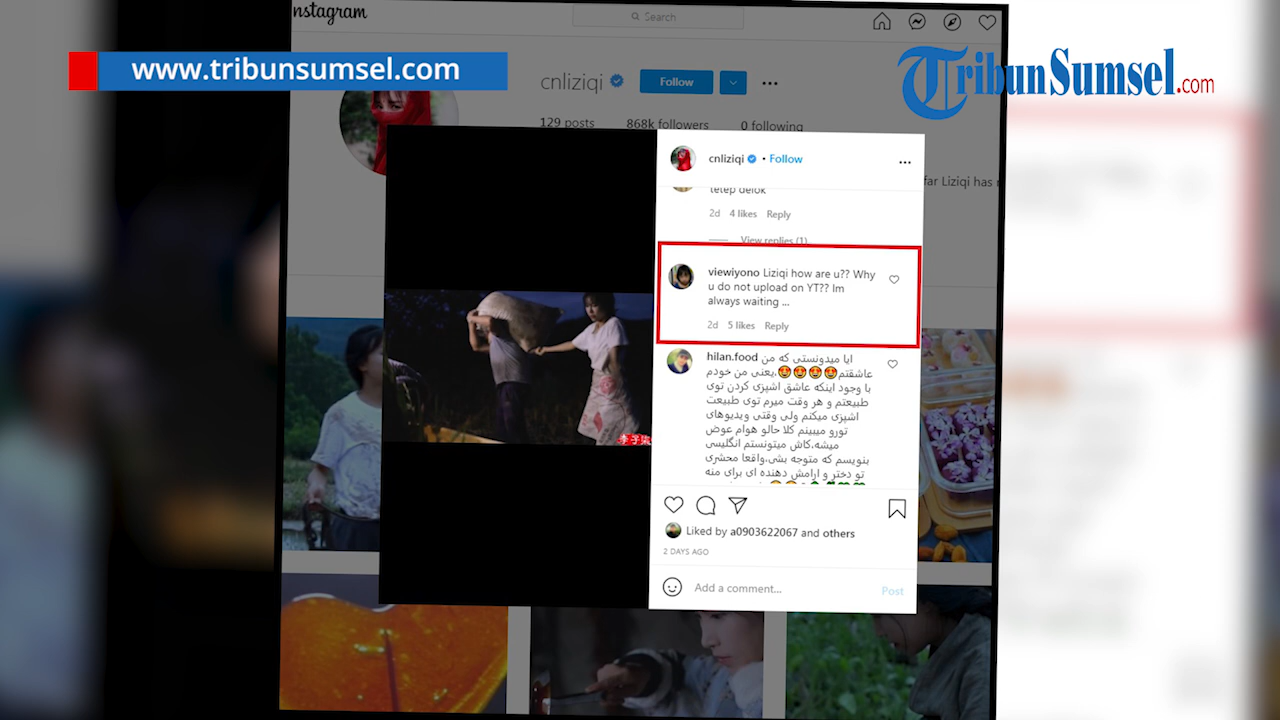 Instagram
Search
www.tribunsumsel.com
TribunSumsel.com
cnliziqi
Follow
129 posts 868k followers 0 following
far Liziqi has
cnliziqi • Follow
tetep delok
2d 4 likes Reply
View replies (1)
viewiyono Liziqi how are u?? Why
u do not upload on YT?? Im
always waiting ...
2d 5 likes Reply
hilan.food ایا میدونستی که من
عاشقتم😍😍😍😍،یعنی من خودم
با وجود اینکه عاشق اشپزی کردن توی
طبیعتم و هر وقت میرم توی طبیعت
اشپزی میکنم ولی وقتی ویدیوهای
تورو میبینم کلا حالو هوام عوض
میشه،کاش میتونستم انگلیسی
بنویسم که متوجه بشی،واقعا محشری
تو دختر و ارامش دهنده ای برای منه
李子柒
Liked by a0903622067 and others
2 DAYS AGO
Add a comment... Post